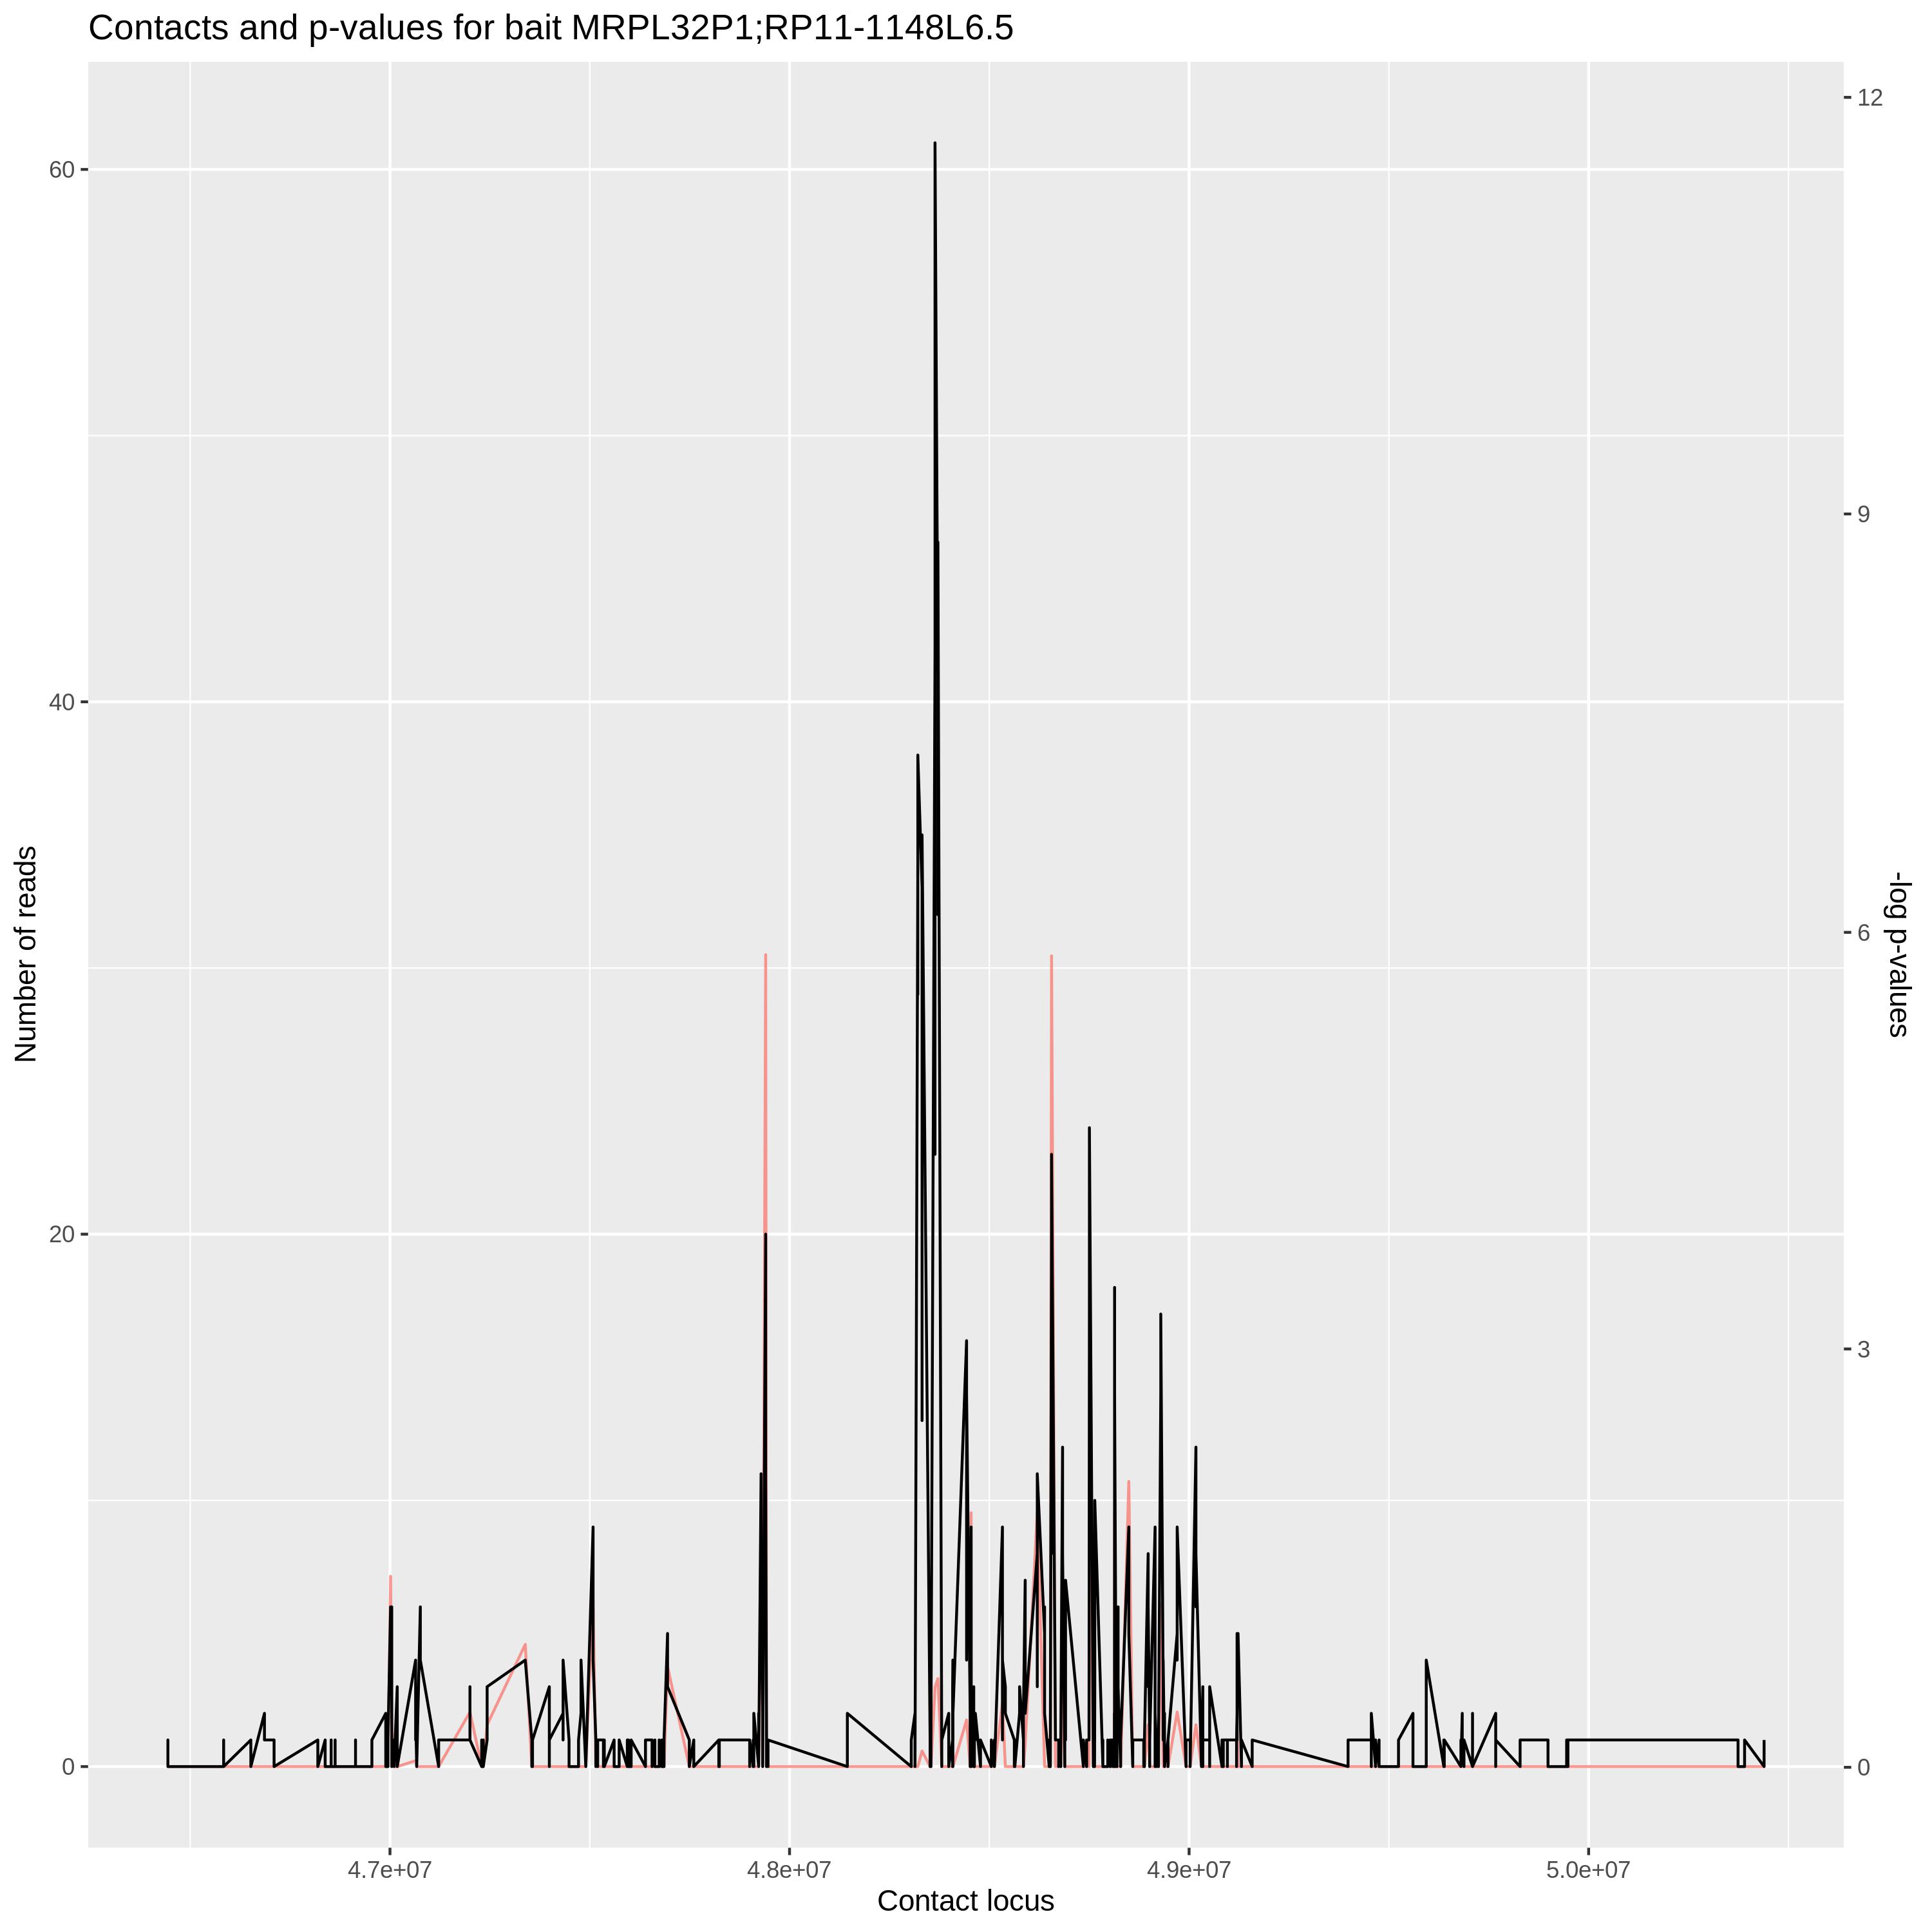 Contacts and p-values for bait MRPL32P1;RP11-1148L6.5
60
40
20
0
Number of reads
12
9
6
3
0
-log p-values
4.7e+07
4.8e+07
4.9e+07
5.0e+07
Contact locus